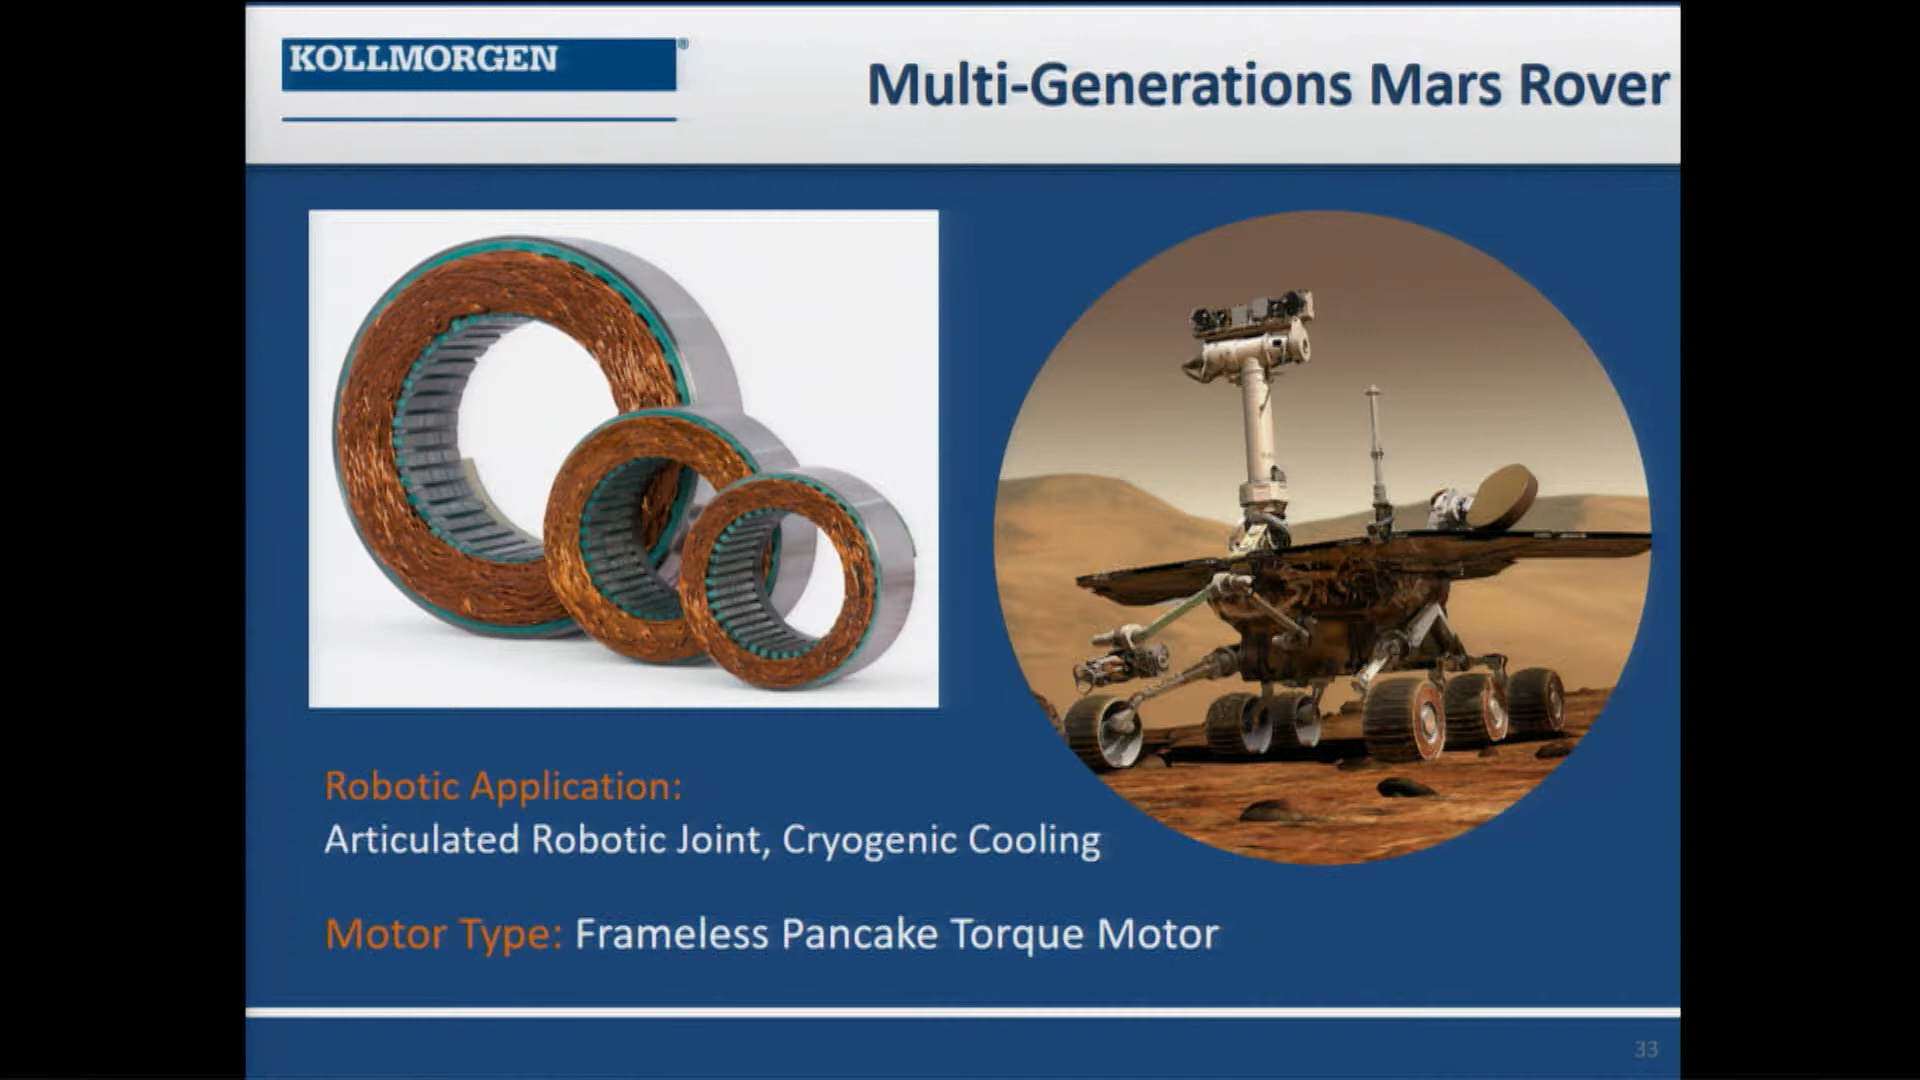 KOLLMORGEN®
Multi-Generations Mars Rover
Robotic Application:
Articulated Robotic Joint, Cryogenic Cooling
Motor Type: Frameless Pancake Torque Motor
33